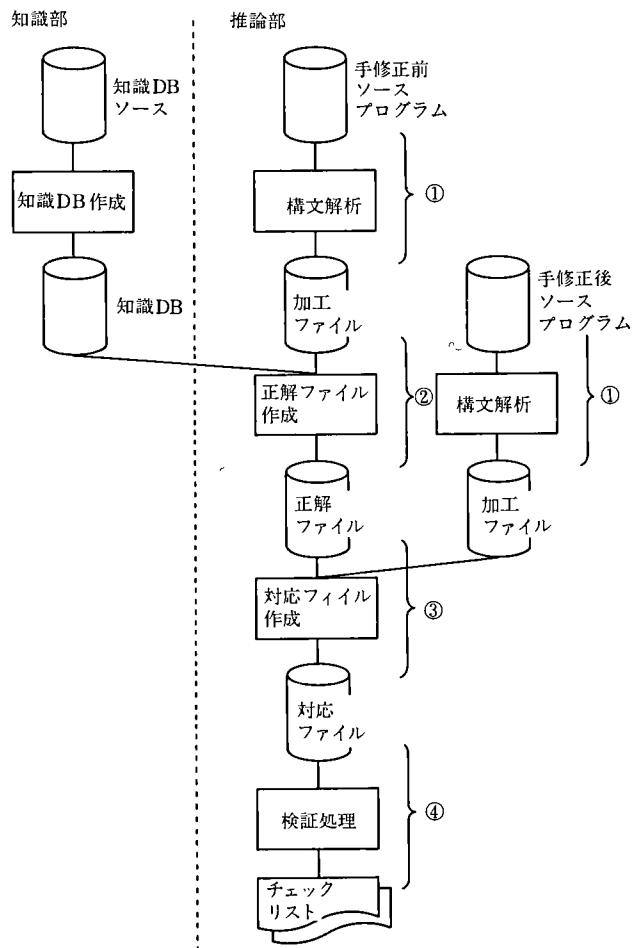 知識部
推論部
知識DB
ソース
知識DB作成
知識DB
手修正前
ソース
プログラム
①
構文解析
加工
ファイル
②
正解ファイル
作成
手修正後
ソース
プログラム
①
構文解析
正解
ファイル
加工
ファイル
③
対応フィイル
作成
対応
ファイル
④
検証処理
チェック
リスト